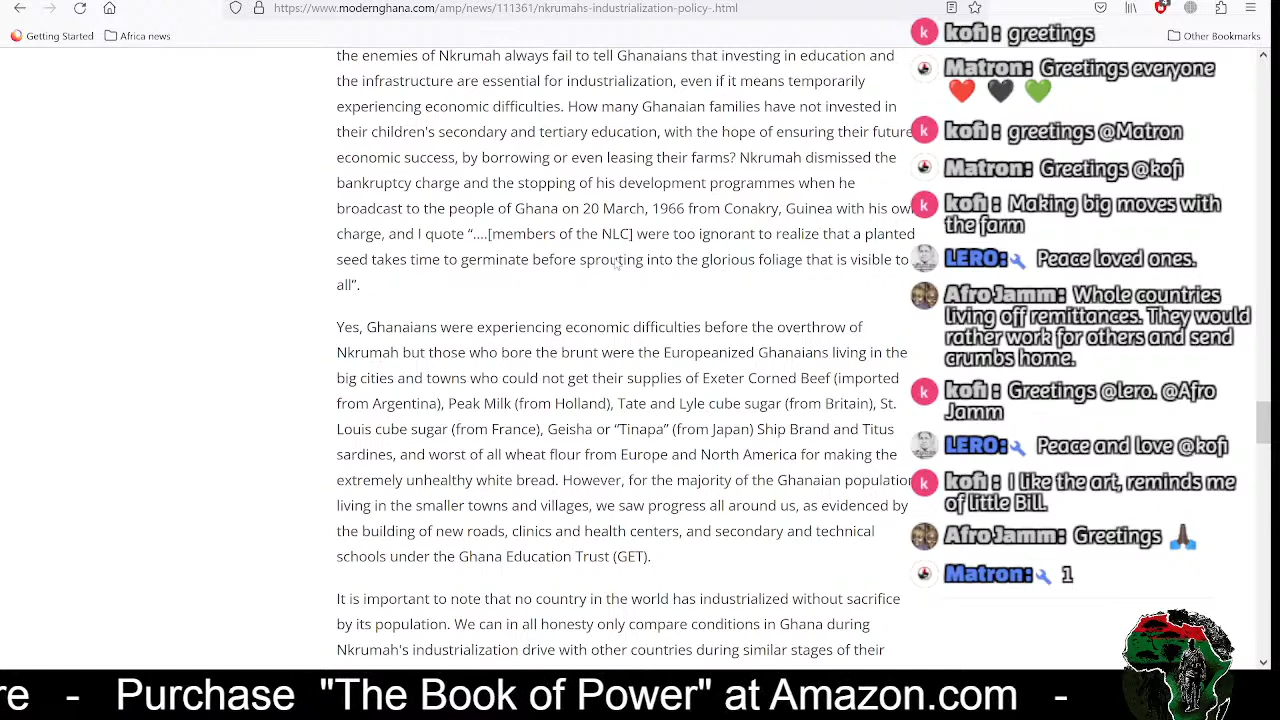 https://www.modernghana.com/amp/news/111361/nkrumahs-industrialization-policy-.html
Getting Started
Africa news
Other Bookmarks
the enemies of Nkrumah always fail to tell Ghanaians that investing in education and
the infrastructure are essential for industrialization, even if it means temporarily
experiencing economic difficulties. How many Ghanaian families have not invested in
their children's secondary and tertiary education, with the hope of ensuring their future
economic success, by borrowing or even leasing their farms? Nkrumah dismissed the
bankruptcy charge and the stopping of his development programmes when he
broadcast to the people of Ghana on 20 March, 1966 from Conakry, Guinea with his own
charge, and I quote “....[members of the NLC] were too ignorant to realize that a planted
seed takes time to germinate before sprouting into the glorious foliage that is visible to
all”.
Yes, Ghanaians were experiencing economic difficulties before the overthrow of
Nkrumah but those who bore the brunt were the Europeanized Ghanaians living in the
big cities and towns who could not get their supplies of Exeter Corned Beef (imported
from Argentina), Peak Milk (from Holland), Tate and Lyle cube sugar (from Britain), St.
Louis cube sugar (from France), Geisha or “Tinapa” (from Japan) Ship Brand and Titus
sardines, and worst of all wheat flour from Europe and North America for making the
extremely unhealthy white bread. However, for the majority of the Ghanaian population
living in the smaller towns and villages, we saw progress all around us, as evidenced by
the building of new roads, clinics and health centers, and secondary and technical
schools under the Ghana Education Trust (GET).
It is important to note that no country in the world has industrialized without sacrifice
by its population. We can in all honesty only compare conditions in Ghana during
Nkrumah's industrialization drive with other countries during similar stages of their
k
kofi : greetings
Matron: Greetings everyone
❤️ 🖤 💚
k
kofi : greetings @Matron
Matron: Greetings @kofi
k
kofi : Making big moves with
the farm
LERO: Peace loved ones.
Afro Jamm: Whole countries
living off remittances. They would
rather work for others and send
crumbs home.
k
kofi : Greetings @lero. @Afro
Jamm
LERO: Peace and love @kofi
k
kofi : I like the art, reminds me
of little Bill.
Afro Jamm: Greetings 🙏🏿
Matron: 1
re - Purchase "The Book of Power" at Amazon.com -